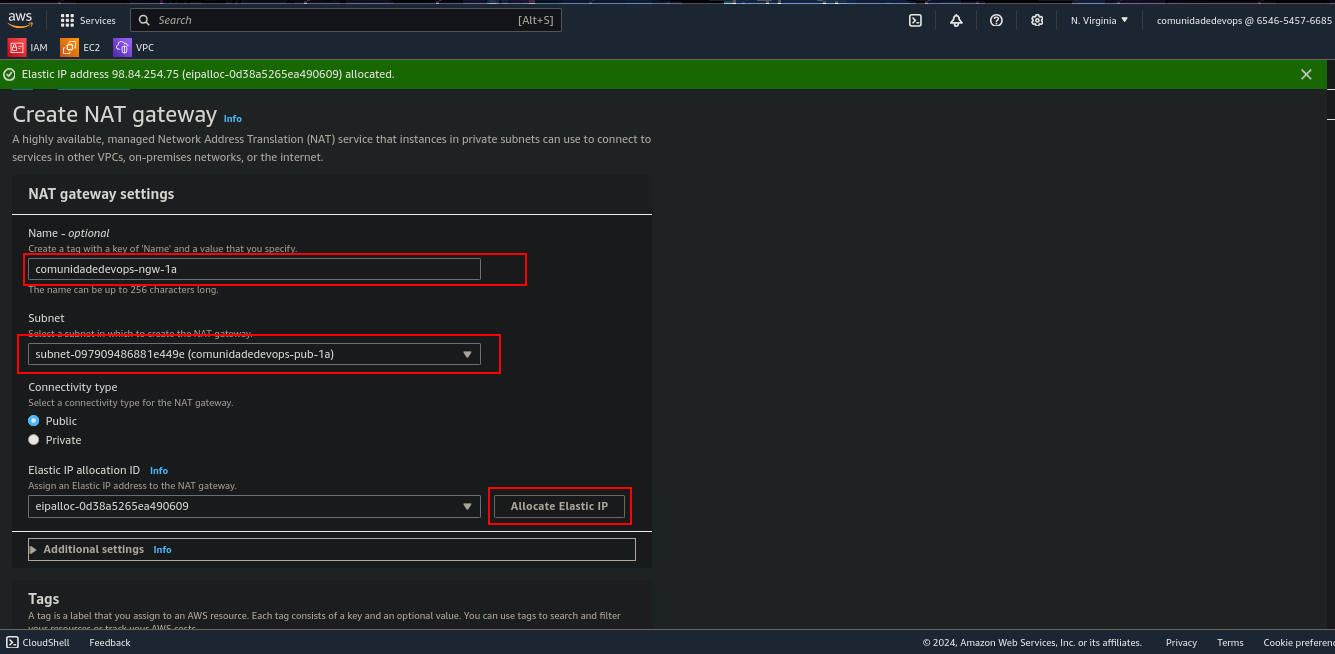 aws
Services
Search
[Alt+S]
N. Virginia
comunidadedevops @ 6546-5457-6685
IAM
EC2
VPC
Elastic IP address 98.84.254.75 (eipalloc-0d38a5265ea490609) allocated.
Create NAT gateway Info
A highly available, managed Network Address Translation (NAT) service that instances in private subnets can use to connect to
services in other VPCs, on-premises networks, or the internet.
NAT gateway settings
Name - optional
Create a tag with a key of 'Name' and a value that you specify.
comunidadedevops-ngw-1a
The name can be up to 256 characters long.
Subnet
Select a subnet in which to create the NAT gateway.
subnet-097909486881e449e (comunidadedevops-pub-1a)
Connectivity type
Select a connectivity type for the NAT gateway.
Public
Private
Elastic IP allocation ID Info
Assign an Elastic IP address to the NAT gateway.
eipalloc-0d38a5265ea490609
Allocate Elastic IP
Additional settings Info
Tags
A tag is a label that you assign to an AWS resource. Each tag consists of a key and an optional value. You can use tags to search and filter
your resources or track your AWS costs.
CloudShell
Feedback
© 2024, Amazon Web Services, Inc. or its affiliates.
Privacy
Terms
Cookie preferen